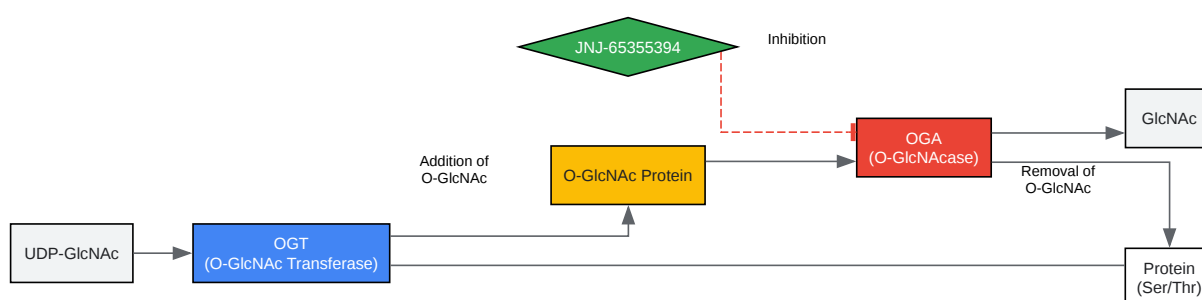 JNJ-65355394
Inhibition
GlcNAc
OGA
(O-GlcNAcase)
Addition of
O-GlcNAc
O-GlcNAc Protein
Removal of
O-GlcNAc
UDP-GlcNAc
OGT
(O-GlcNAc Transferase)
Protein
(Ser/Thr)